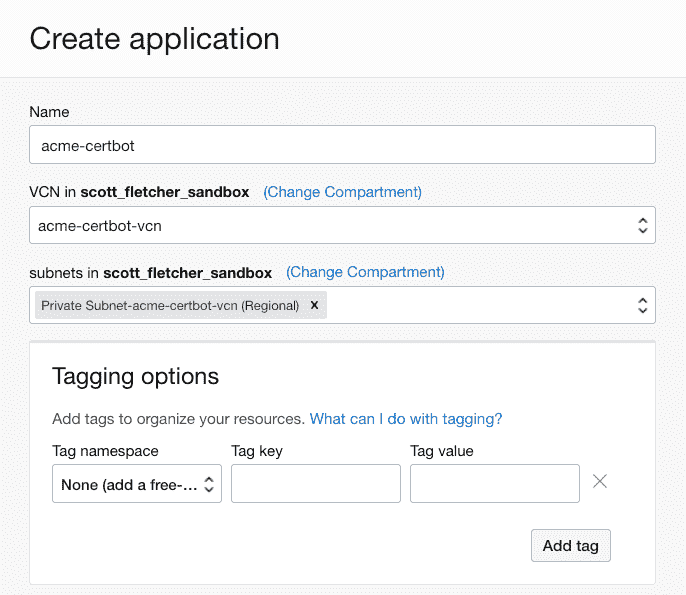 Create application
Name
acme-certbot
VCN in scott_fletcher_sandbox (Change Compartment)
acme-certbot-vcn
subnets in scott_fletcher_sandbox (Change Compartment)
Private Subnet-acme-certbot-vcn (Regional) x
Tagging options
Add tags to organize your resources. What can I do with tagging?
Tag namespace Tag key Tag value
None (add a free-...
Add tag